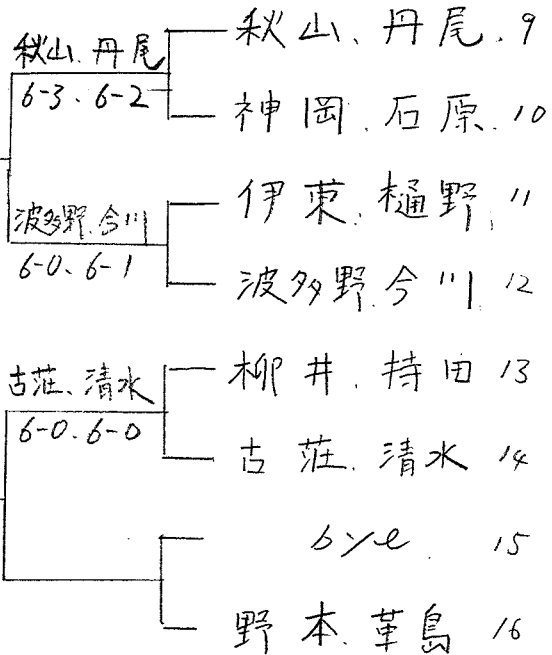 秋山、丹尾、9
秋山、丹尾
6-3、6-2
神岡、石原、10
伊東、樋野、11
波多野、今川
6-0、6-1
波多野、今川、12
柳井、持田 13
古荘、清水
6-0、6-0
古荘、清水 14
bye. 15
野本、革島 16